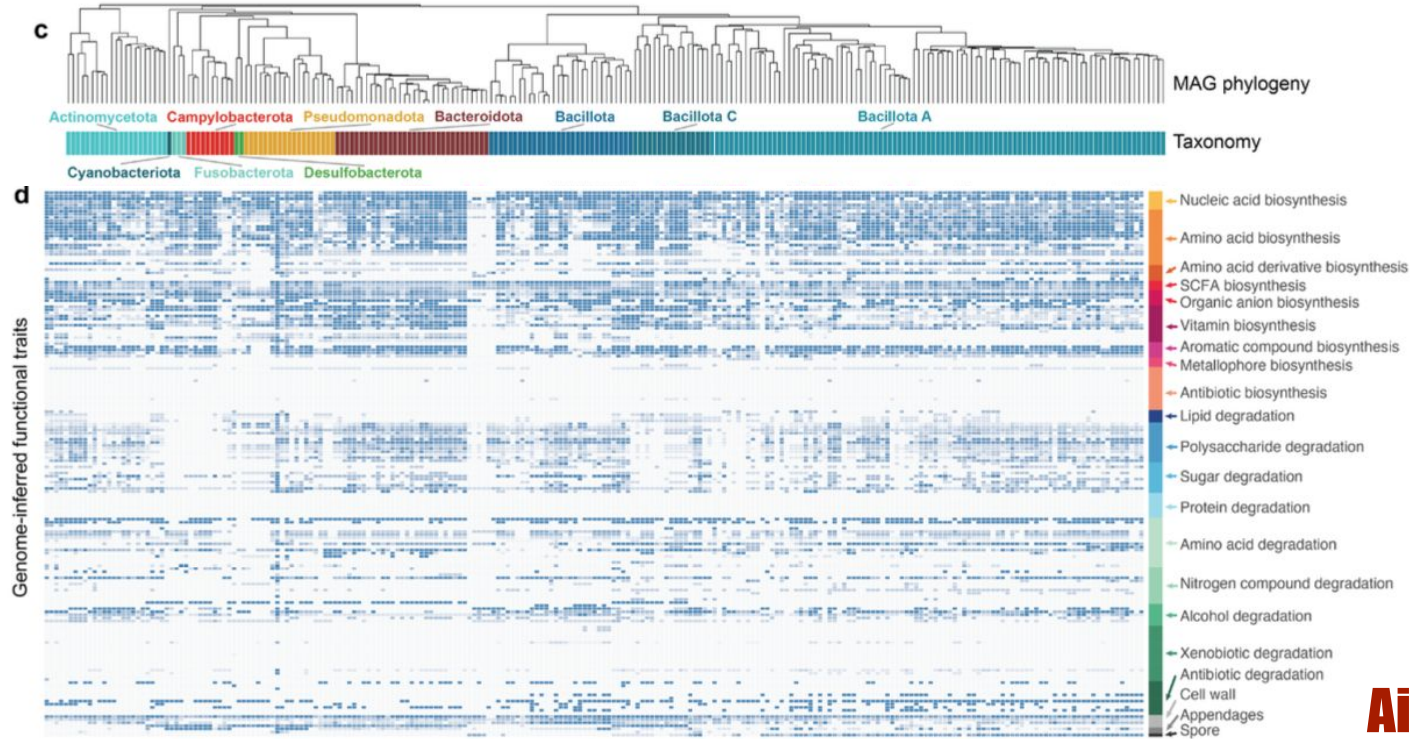 c
MAG phylogeny
Actinomycetota Campylobacterota Pseudomonadota Bacteroidota Bacillota Bacillota C Bacillota A
Taxonomy
Cyanobacteriota Fusobacterota Desulfobacterota
d
Genome-inferred functional traits
Nucleic acid biosynthesis
Amino acid biosynthesis
Amino acid derivative biosynthesis
SCFA biosynthesis
Organic anion biosynthesis
Vitamin biosynthesis
Aromatic compound biosynthesis
Metallophore biosynthesis
Antibiotic biosynthesis
Lipid degradation
Polysaccharide degradation
Sugar degradation
Protein degradation
Amino acid degradation
Nitrogen compound degradation
Alcohol degradation
Xenobiotic degradation
Antibiotic degradation
Cell wall
Appendages
Spore
Ai